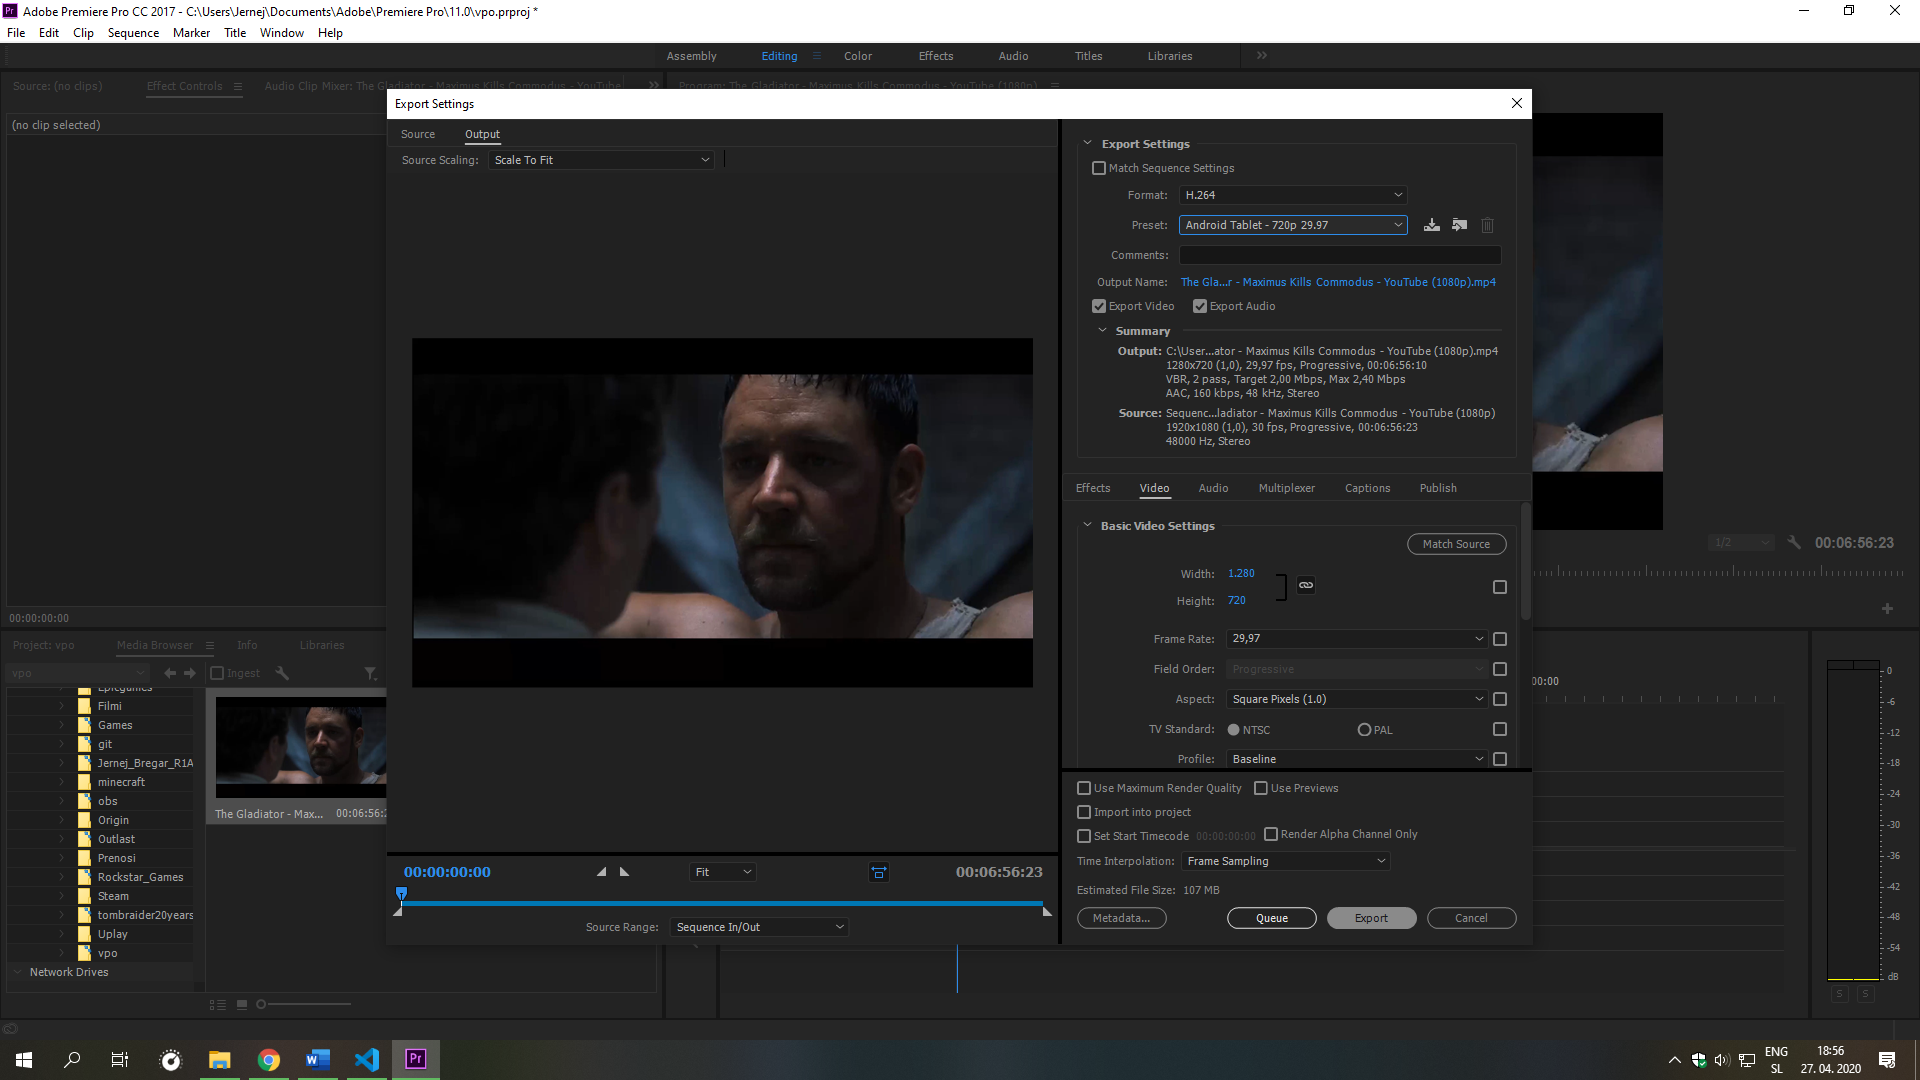 Adobe Premiere Pro CC 2017 - C:\Users\Jernej\Documents\Adobe\Premiere Pro\11.0\vpo.prproj *
File Edit Clip Sequence Marker Title Window Help
Assembly Editing Color Effects Audio Titles Libraries
Source: (no clips) Effect Controls Audio Clip Mixer: The Gladiator - Maximus Kills Commodus - YouTube Program: The Gladiator - Maximus Kills Commodus - YouTube (1080p)
(no clip selected)
Export Settings
Source Output
Source Scaling: Scale To Fit
Export Settings
Match Sequence Settings
Format: H.264
Preset: Android Tablet - 720p 29.97
Comments:
Output Name: The Gla...r - Maximus Kills Commodus - YouTube (1080p).mp4
Export Video Export Audio
Summary
Output: C:\User...ator - Maximus Kills Commodus - YouTube (1080p).mp4
1280x720 (1,0), 29,97 fps, Progressive, 00:06:56:10
VBR, 2 pass, Target 2,00 Mbps, Max 2,40 Mbps
AAC, 160 kbps, 48 kHz, Stereo
Source: Sequenc...ladiator - Maximus Kills Commodus - YouTube (1080p)
1920x1080 (1,0), 30 fps, Progressive, 00:06:56:23
48000 Hz, Stereo
Effects Video Audio Multiplexer Captions Publish
Basic Video Settings
Match Source
Width: 1.280
Height: 720
Frame Rate: 29,97
Field Order: Progressive
Aspect: Square Pixels (1.0)
TV Standard: NTSC PAL
Profile: Baseline
Use Maximum Render Quality Use Previews
Import into project
Set Start Timecode 00:00:00:00 Render Alpha Channel Only
Time Interpolation: Frame Sampling
Estimated File Size: 107 MB
Metadata... Queue Export Cancel
00:00:00:00 Fit 00:06:56:23
Source Range: Sequence In/Out
1/2 00:06:56:23
00:00:00:00
Project: vpo Media Browser Info Libraries
vpo Ingest
Epicgames
Filmi
Games
git
Jernej_Bregar_R1A
minecraft
obs
Origin
Outlast
Prenosi
Rockstar_Games
Steam
tombraider20years
Uplay
vpo
Network Drives
The Gladiator - Max... 00:06:56:2
00:00
0
-6
-12
-18
-24
-30
-36
-42
-48
-54
dB
S S
Pr
ENG
SL
18:56
27. 04. 2020